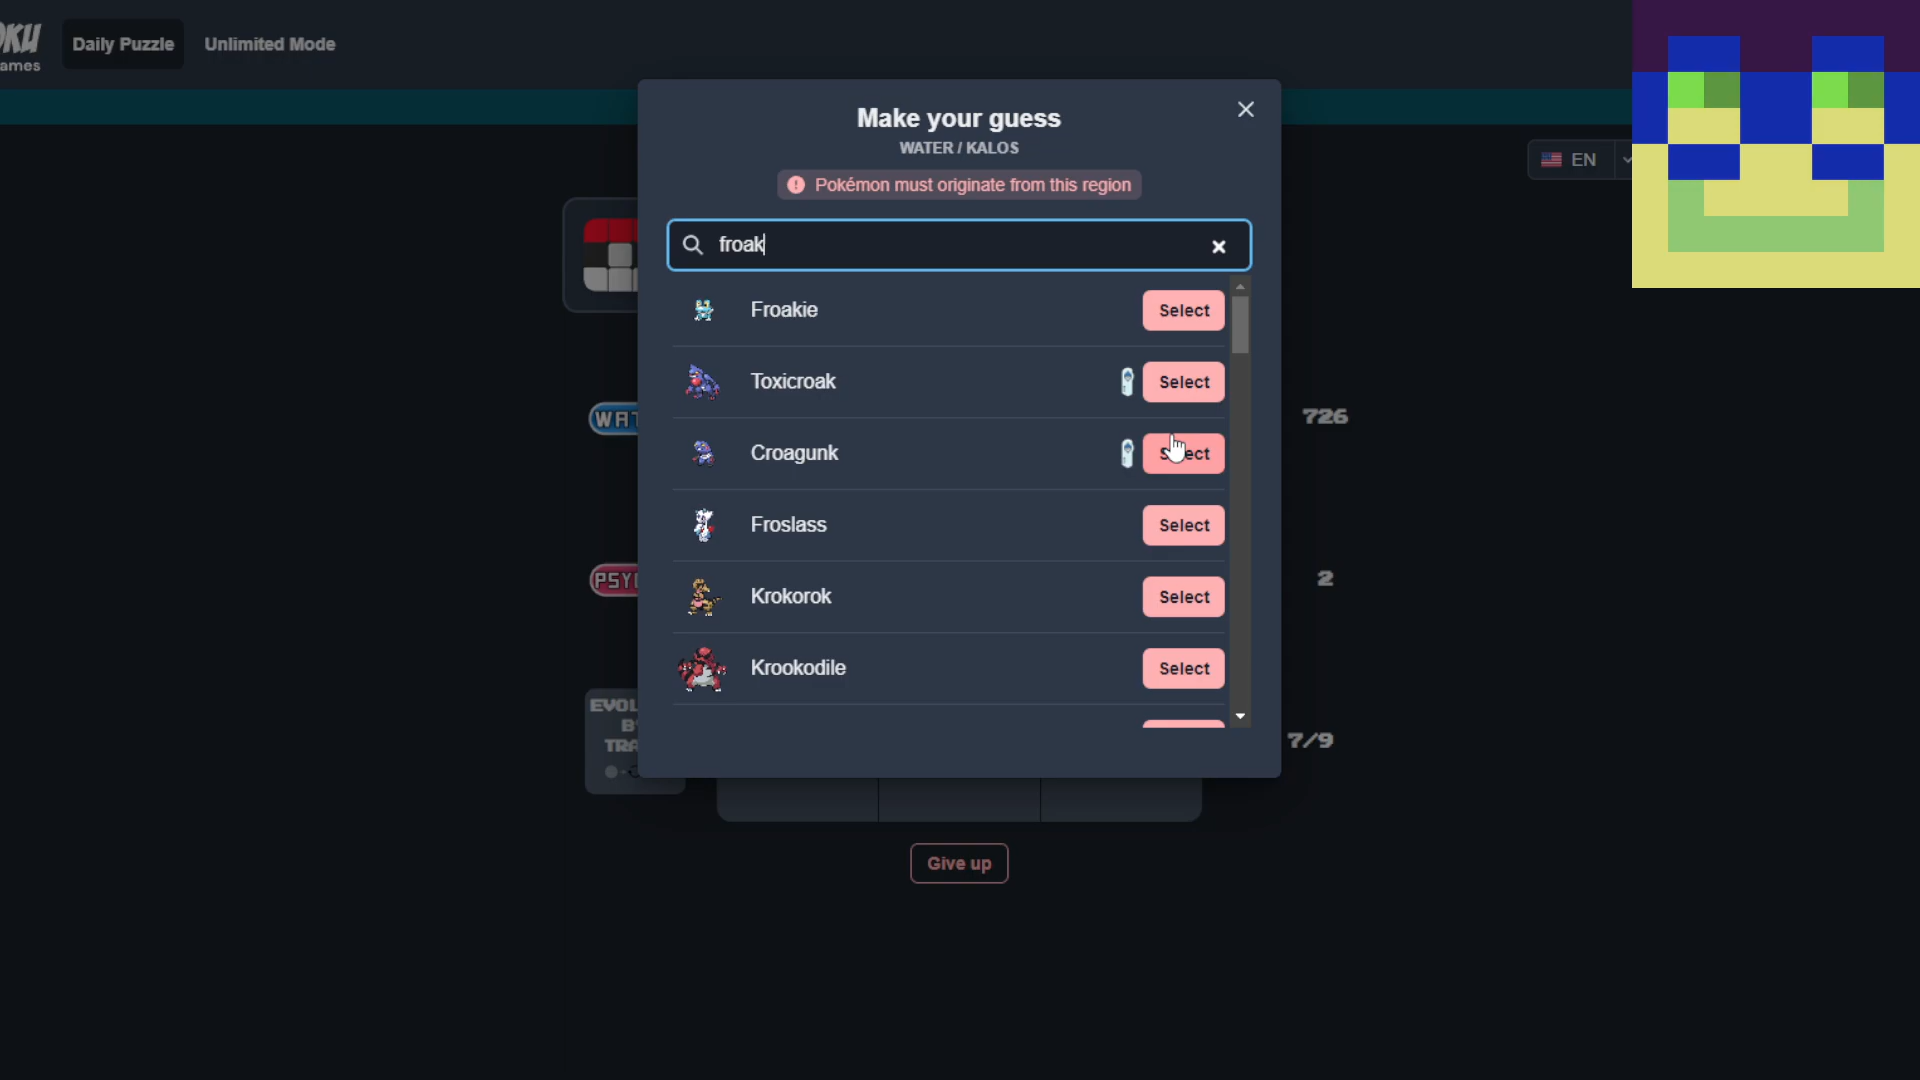 Daily Puzzle
Unlimited Mode
ames
Make your guess
WATER / KALOS
Pokémon must originate from this region
EN
froak
Froakie
Select
Toxicroak
Select
Croagunk
Froslass
Select
Krokorok
Select
Krookodile
Select
726
2
7/9
Give up